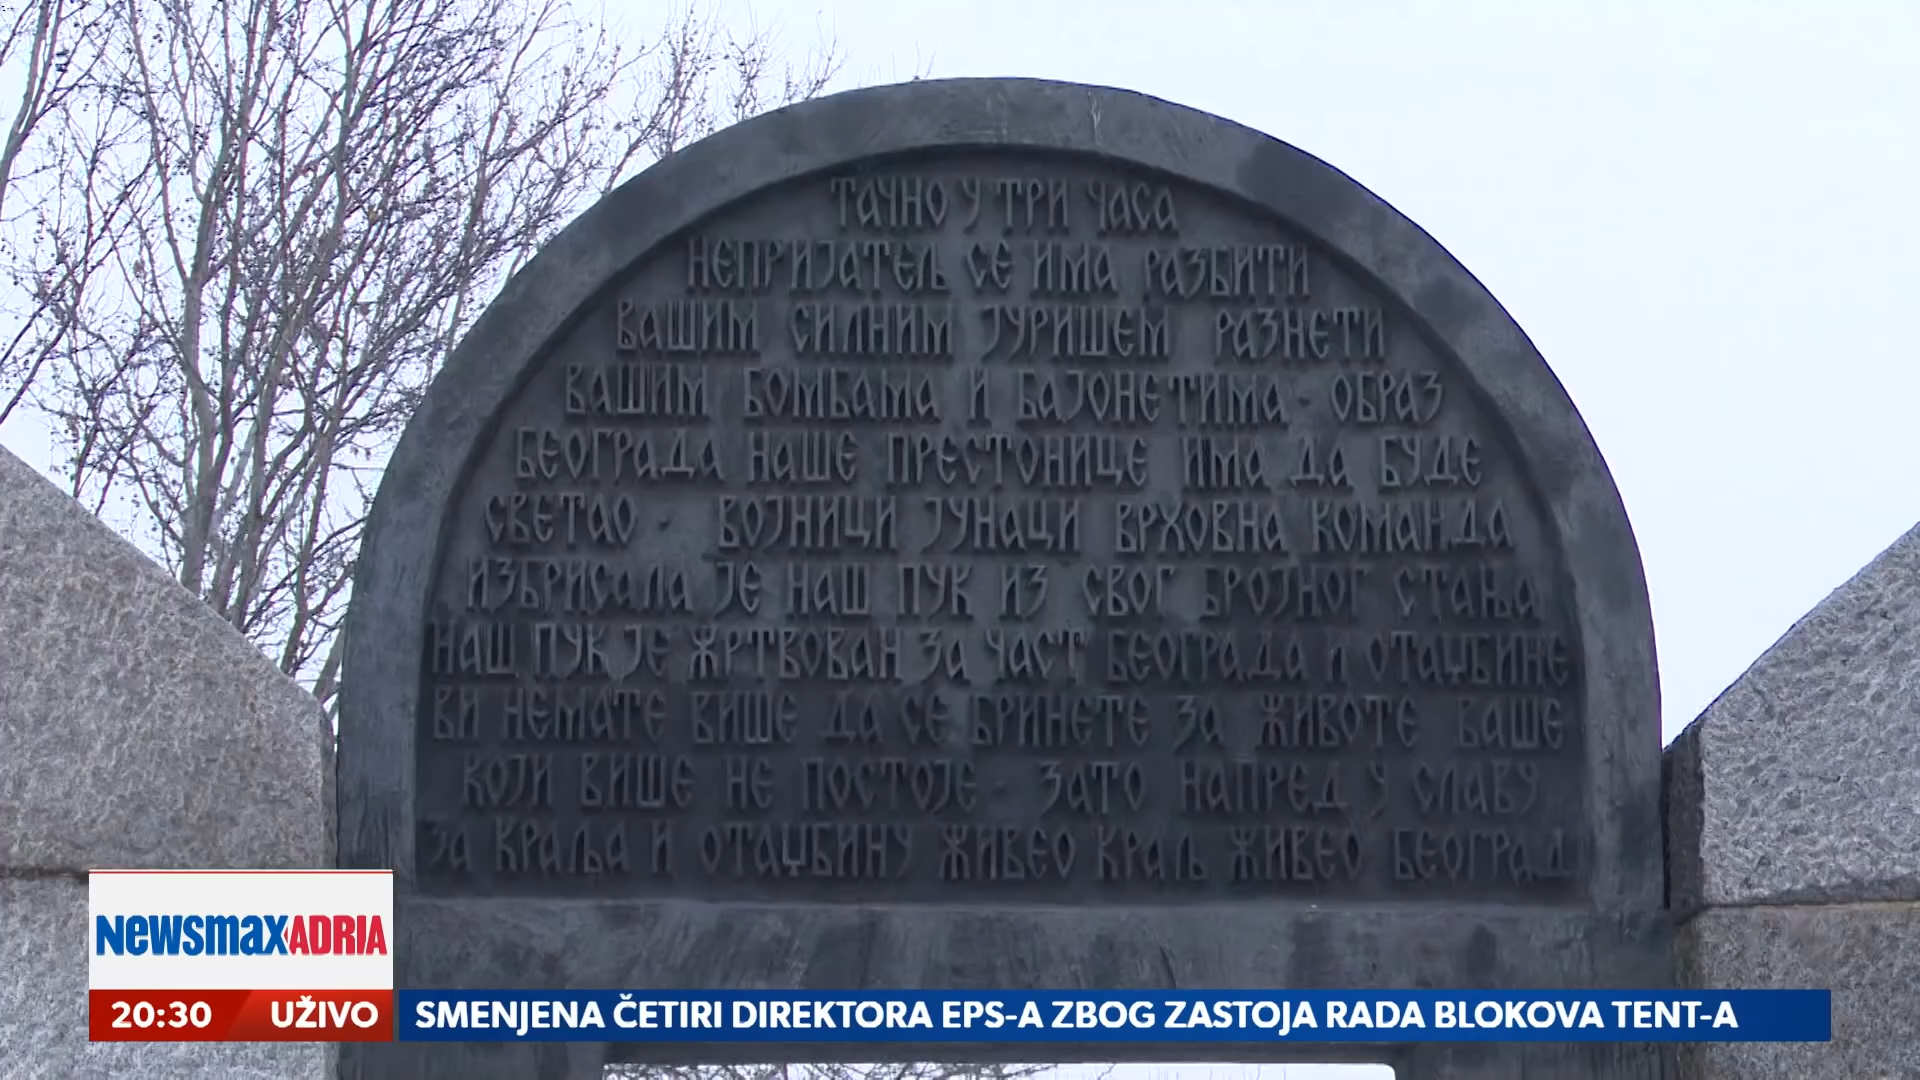 ТАЧНО У ТРИ ЧАСА
НЕПРИЈАТЕЉ СЕ ИМА РАЗБИТИ
ВАШИМ СИЛНИМ ЈУРИШЕМ РАЗНЕТИ
ВАШИМ БОМБАМА И БАЈОНЕТИМА · ОБРАЗ
БЕОГРАДА НАШЕ ПРЕСТОНИЦЕ ИМА ДА БУДЕ
СВЕТАО · ВОЈНИЦИ ЈУНАЦИ ВРХОВНА КОМАНДА
ИЗБРИСАЛА ЈЕ НАШ ПУК ИЗ СВОГ БРОЈНОГ СТАЊА
НАШ ПУК ЈЕ ЖРТВОВАН ЗА ЧАСТ БЕОГРАДА И ОТАЏБИНЕ
ВИ НЕМАТЕ ВИШЕ ДА СЕ БРИНЕТЕ ЗА ЖИВОТЕ ВАШЕ
КОЈИ ВИШЕ НЕ ПОСТОЈЕ · ЗАТО НАПРЕД У СЛАВУ
ЗА КРАЉА И ОТАЏБИНУ ЖИВЕО КРАЉ ЖИВЕО БЕОГРАД
NEWSMAX ADRIA
20:30 UŽIVO SMENJENA ČETIRI DIREKTORA EPS-A ZBOG ZASTOJA RADA BLOKOVA TENT-A